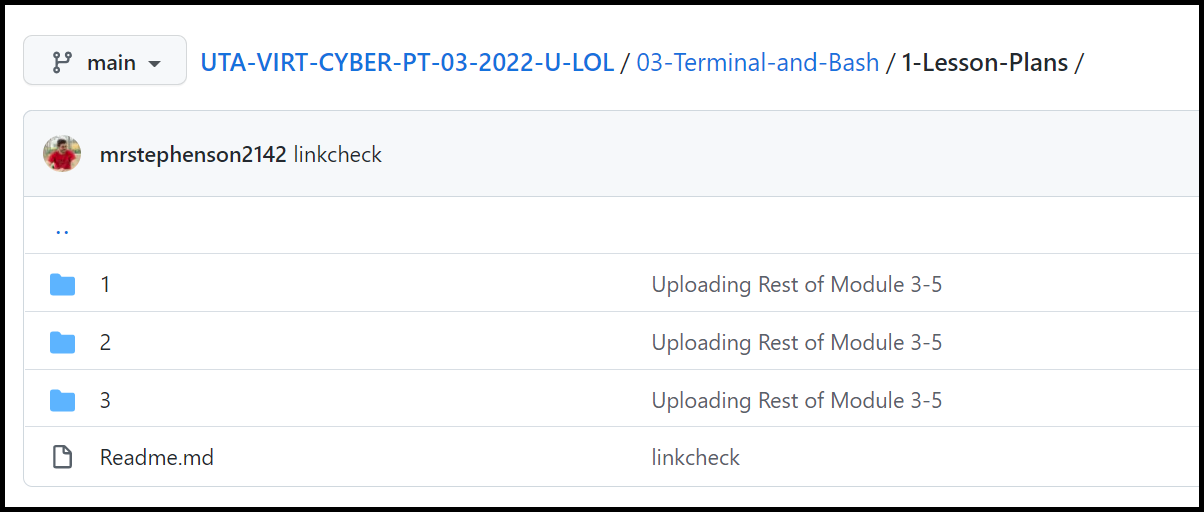 main UTA-VIRT-CYBER-PT-03-2022-U-LOL / 03-Terminal-and-Bash / 1-Lesson-Plans /
mrstephenson2142 linkcheck
..
1 Uploading Rest of Module 3-5
2 Uploading Rest of Module 3-5
3 Uploading Rest of Module 3-5
Readme.md linkcheck